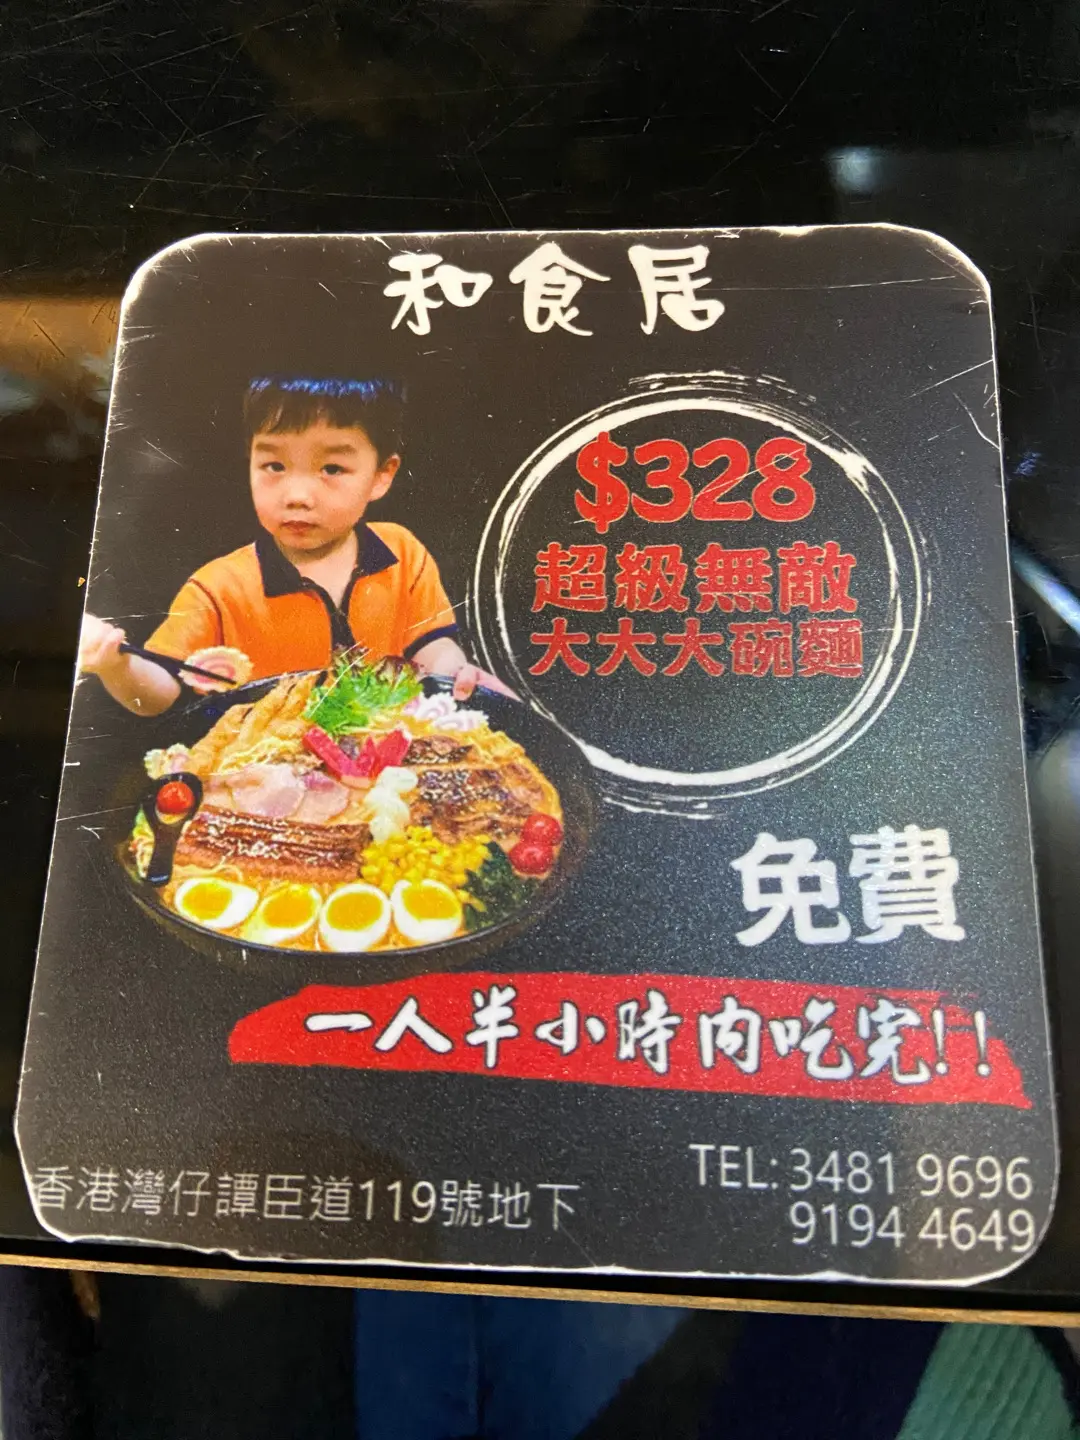 和食居
$328
超級無敵
大大大碗麵
免費
一人半小時內吃完!!
香港灣仔譚臣道119號地下
TEL: 3481 9696
9194 4649